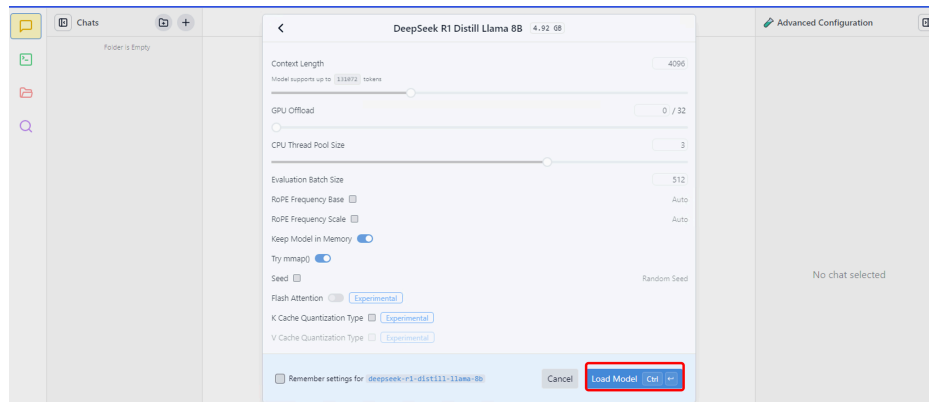 Chats
Folder is Empty
DeepSeek R1 Distill Llama 8B 4.92 GB
Context Length 4096
Model supports up to 131072 tokens
GPU Offload 0 / 32
CPU Thread Pool Size 3
Evaluation Batch Size 512
RoPE Frequency Base Auto
RoPE Frequency Scale Auto
Keep Model in Memory
Try mmap()
Seed Random Seed
Flash Attention Experimental
K Cache Quantization Type Experimental
V Cache Quantization Type Experimental
Remember settings for deepseek-r1-distill-llama-8b Cancel Load Model Ctrl ↩
Advanced Configuration
No chat selected